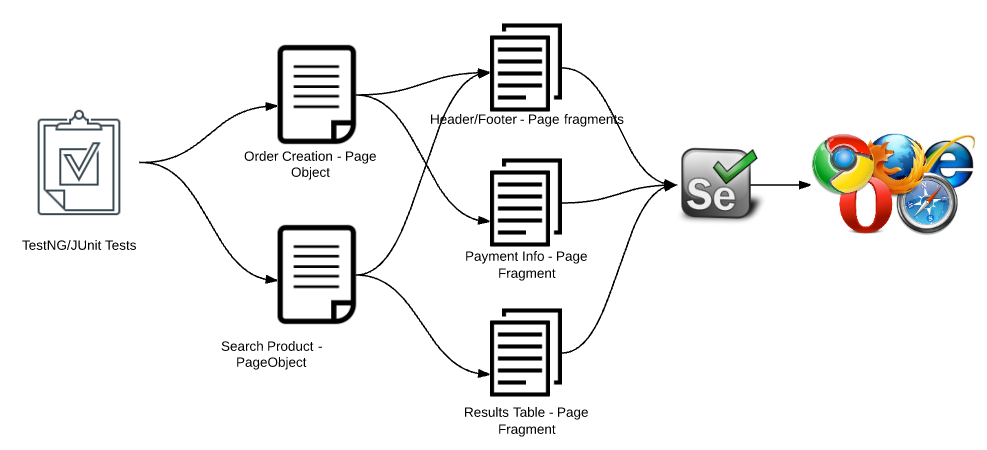 TestNG/JUnit Tests
Order Creation - Page
Object
Search Product -
PageObject
Header/Footer - Page fragments
Payment Info - Page
Fragment
Results Table - Page
Fragment
Se